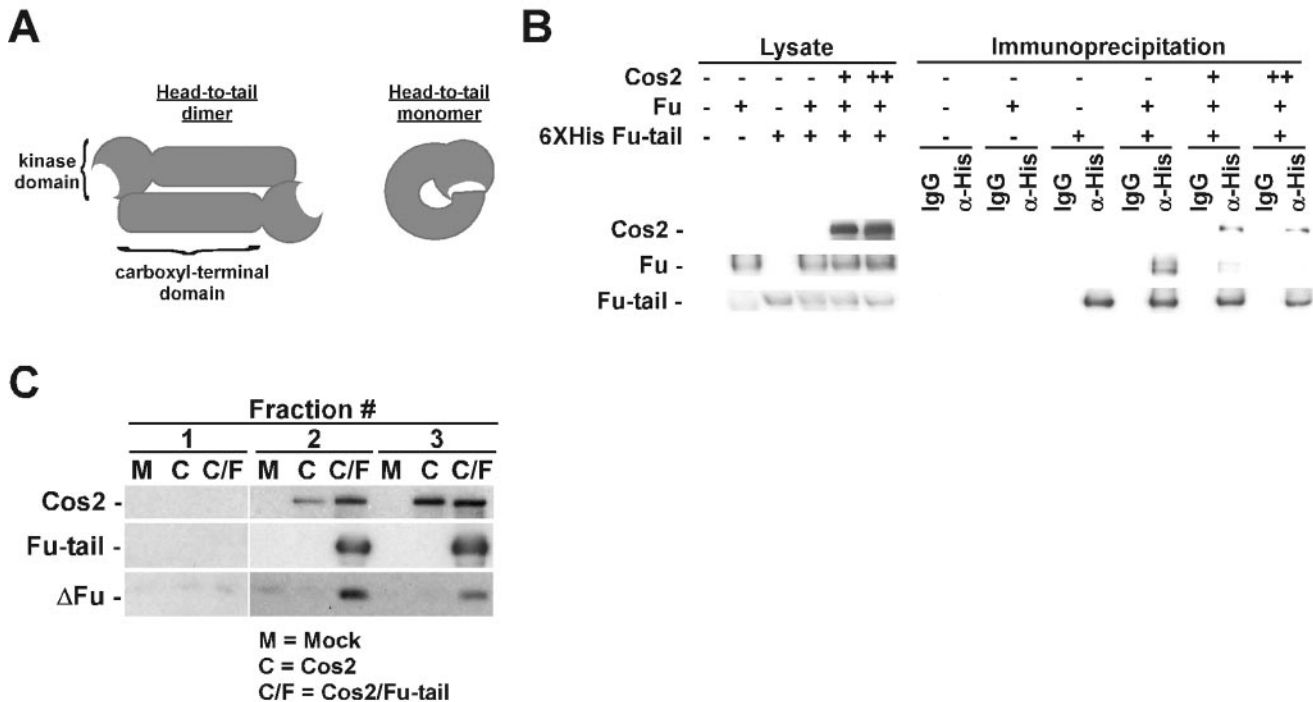 A
Head-to-tail
dimer
Head-to-tail
monomer
kinase
domain
carboxyl-terminal
domain
B
Lysate
Immunoprecipitation
Cos2 - - - - + ++ - - - - + ++
Fu - + - + + + - + - + + +
6XHis Fu-tail - - + + + + - - + + + +
IgG α-His IgG α-His IgG α-His IgG α-His IgG α-His IgG α-His
Cos2 -
Fu -
Fu-tail -
C
Fraction #
1 2 3
M C C/F M C C/F M C C/F
Cos2 -
Fu-tail -
ΔFu -
M = Mock
C = Cos2
C/F = Cos2/Fu-tail